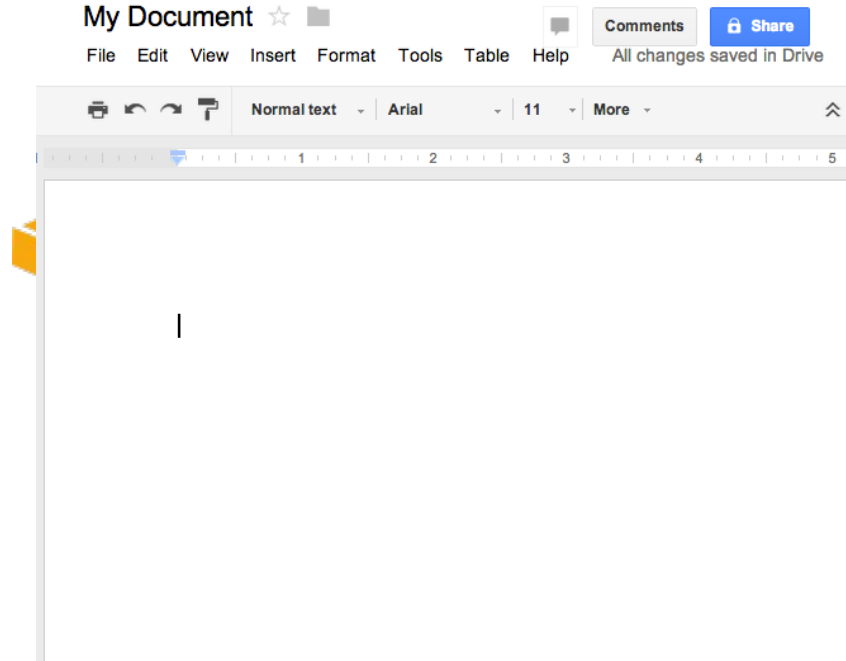 My Document
Comments
Share
File Edit View Insert Format Tools Table Help All changes saved in Drive
Normal text Arial 11 More
1 2 3 4 5